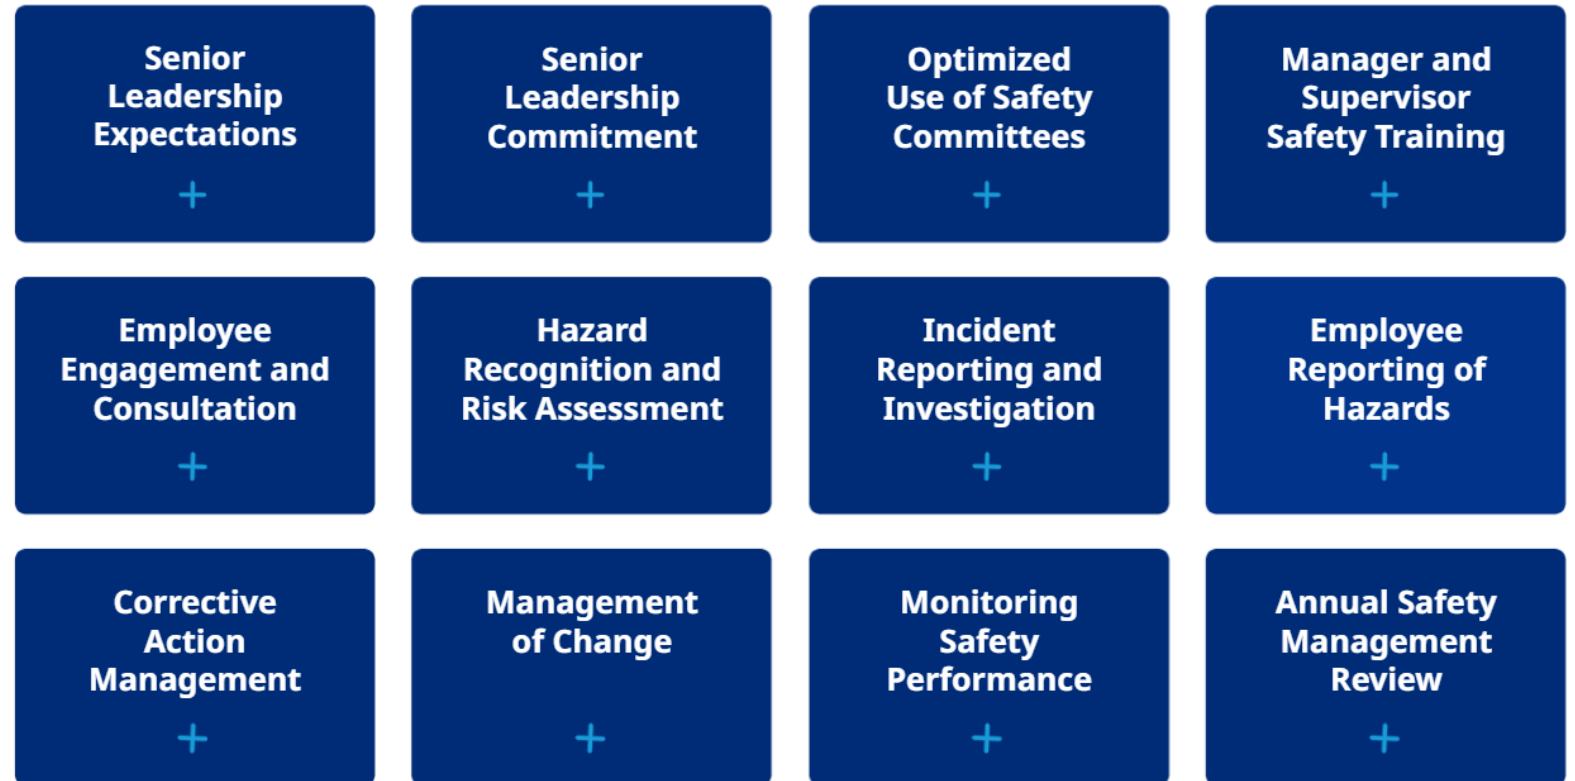 Senior
Leadership
Expectations
+
Senior
Leadership
Commitment
+
Optimized
Use of Safety
Committees
+
Manager and
Supervisor
Safety Training
+
Employee
Engagement and
Consultation
+
Hazard
Recognition and
Risk Assessment
+
Incident
Reporting and
Investigation
+
Employee
Reporting of
Hazards
+
Corrective
Action
Management
+
Management
of Change
+
Monitoring
Safety
Performance
+
Annual Safety
Management
Review
+